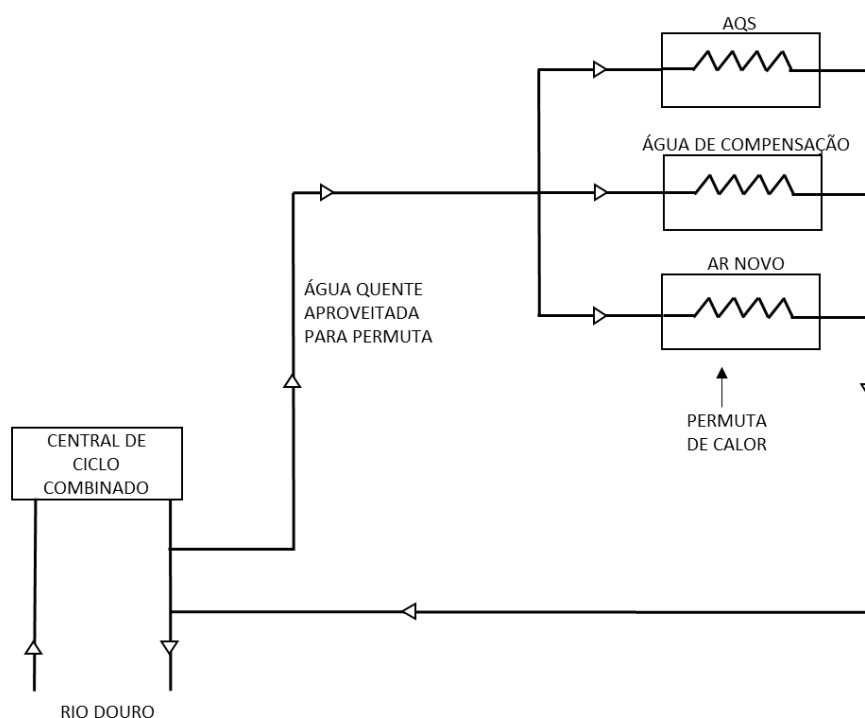 AQS
ÁGUA DE COMPENSAÇÃO
AR NOVO
ÁGUA QUENTE
APROVEITADA
PARA PERMUTA
PERMUTA
DE CALOR
CENTRAL DE
CICLO
COMBINADO
RIO DOURO